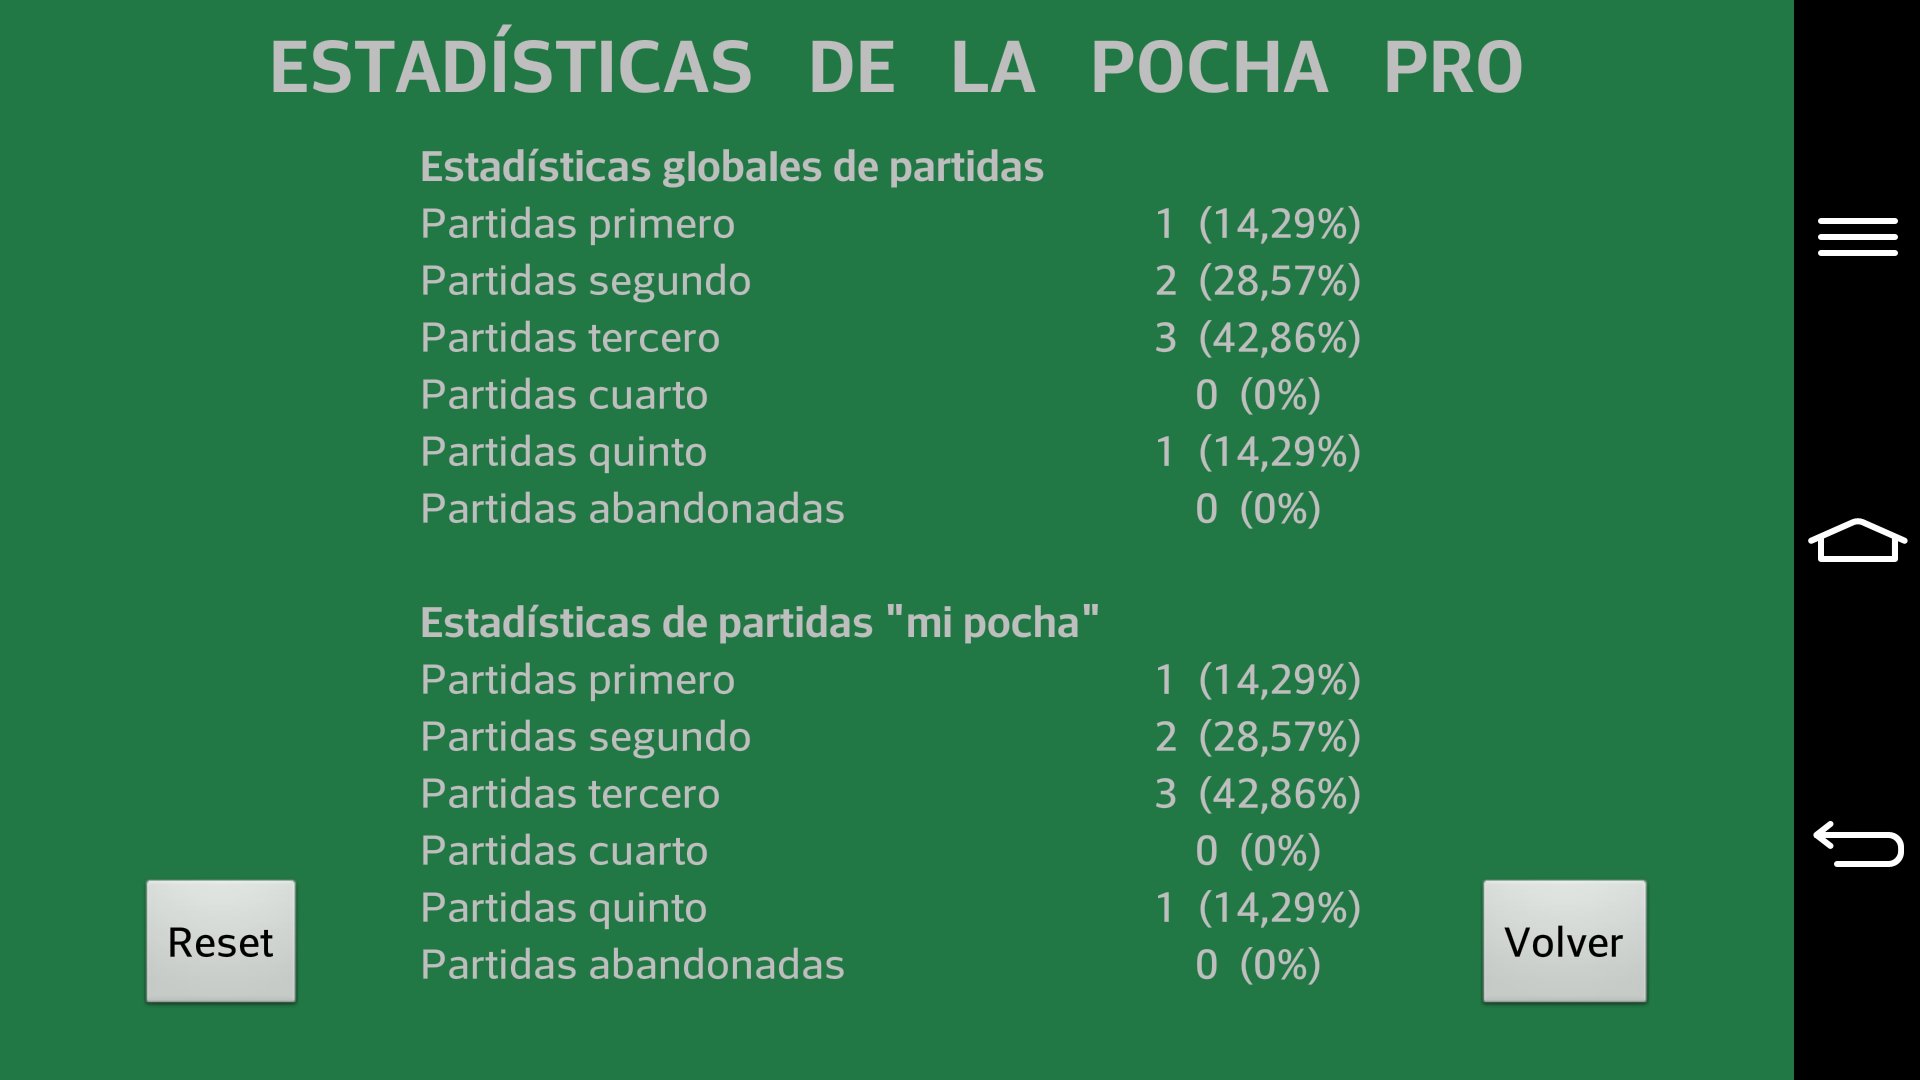 ESTADÍSTICAS DE LA POCHA PRO
Estadísticas globales de partidas
Partidas primero 1 (14,29%)
Partidas segundo 2 (28,57%)
Partidas tercero 3 (42,86%)
Partidas cuarto 0 (0%)
Partidas quinto 1 (14,29%)
Partidas abandonadas 0 (0%)
Estadísticas de partidas "mi pocha"
Partidas primero 1 (14,29%)
Partidas segundo 2 (28,57%)
Partidas tercero 3 (42,86%)
Partidas cuarto 0 (0%)
Partidas quinto 1 (14,29%)
Partidas abandonadas 0 (0%)
Reset
Volver